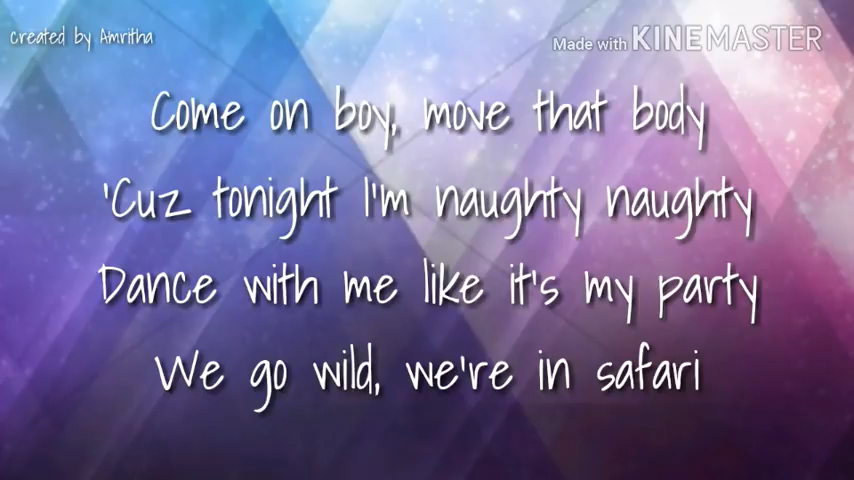 created by Amritha
Made with KINEMASTER
Come on boy, move that body
'Cuz tonight I'm naughty naughty
Dance with me like it's my party
We go wild, we're in safari